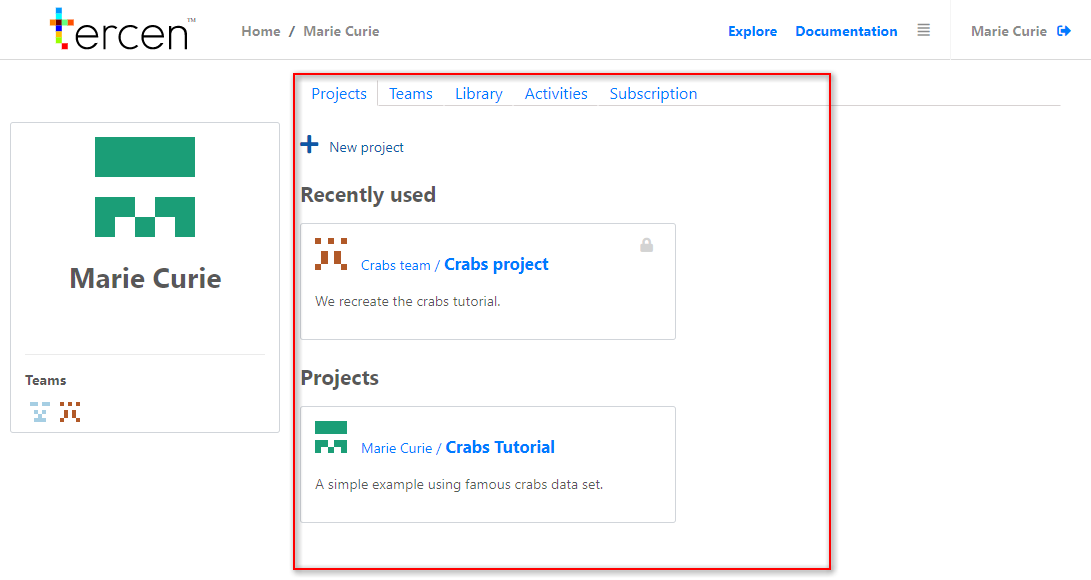 tercen™
Home / Marie Curie
Explore Documentation
Marie Curie
Projects Teams Library Activities Subscription
Marie Curie
Teams
New project
Recently used
Crabs team / Crabs project
We recreate the crabs tutorial.
Projects
Marie Curie / Crabs Tutorial
A simple example using famous crabs data set.